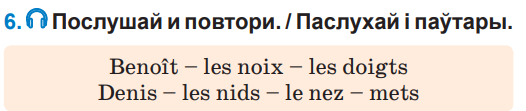 6. Послушай и повтори. / Паслухай і паўтары.
Benoît – les noix – les doigts
Denis – les nids – le nez – mets